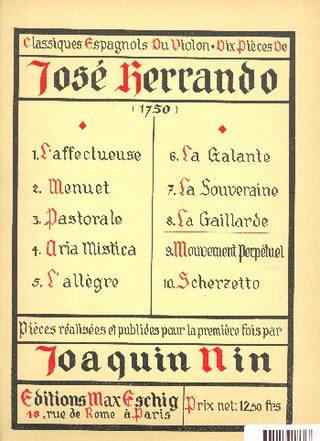 Classiques Espagnols Du Violon • Dix Pièces De
José Herrando
(1750)
1. L'affectueuse
2. Menuet
3. Pastorale
4. Aria Mistica
5. L'allègre
6. La Galante
7. La Souveraine
8. La Gaillarde
9. Mouvement Perpétuel
10. Scherzetto
Pièces réalisées et publiées pour la première fois par
Joaquin Nin
Editions Max Eschig
48, rue de Rome à Paris
Prix net: 12,50 frs